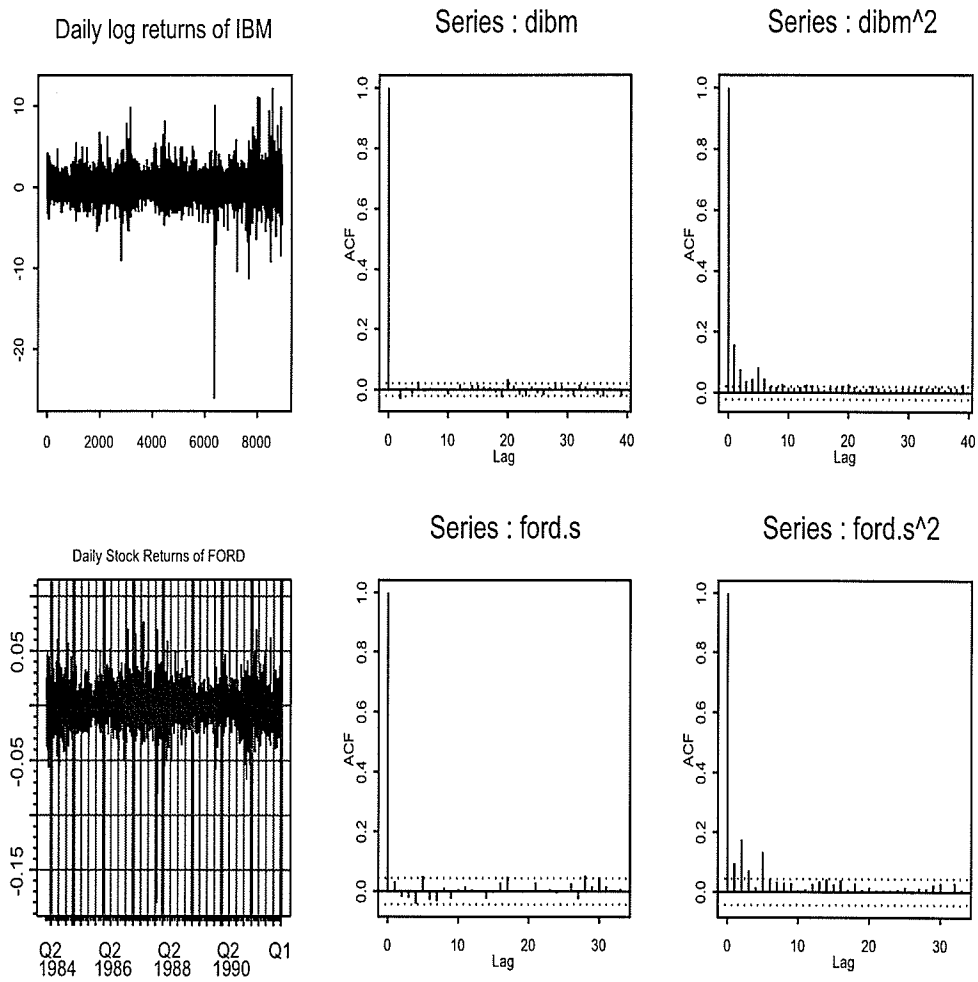 Daily log returns of IBM
10
0
-10
-20
0 2000 4000 6000 8000
Series : dibm
ACF
1.0
0.8
0.6
0.4
0.2
0.0
0 10 20 30 40
Lag
Series : dibm^2
ACF
1.0
0.8
0.6
0.4
0.2
0.0
0 10 20 30 40
Lag
Daily Stock Returns of FORD
0.05
-0.05
-0.15
Q2 Q2 Q2 Q2 Q1
1984 1986 1988 1990
Series : ford.s
ACF
1.0
0.8
0.6
0.4
0.2
0.0
0 10 20 30
Lag
Series : ford.s^2
ACF
1.0
0.8
0.6
0.4
0.2
0.0
0 10 20 30
Lag